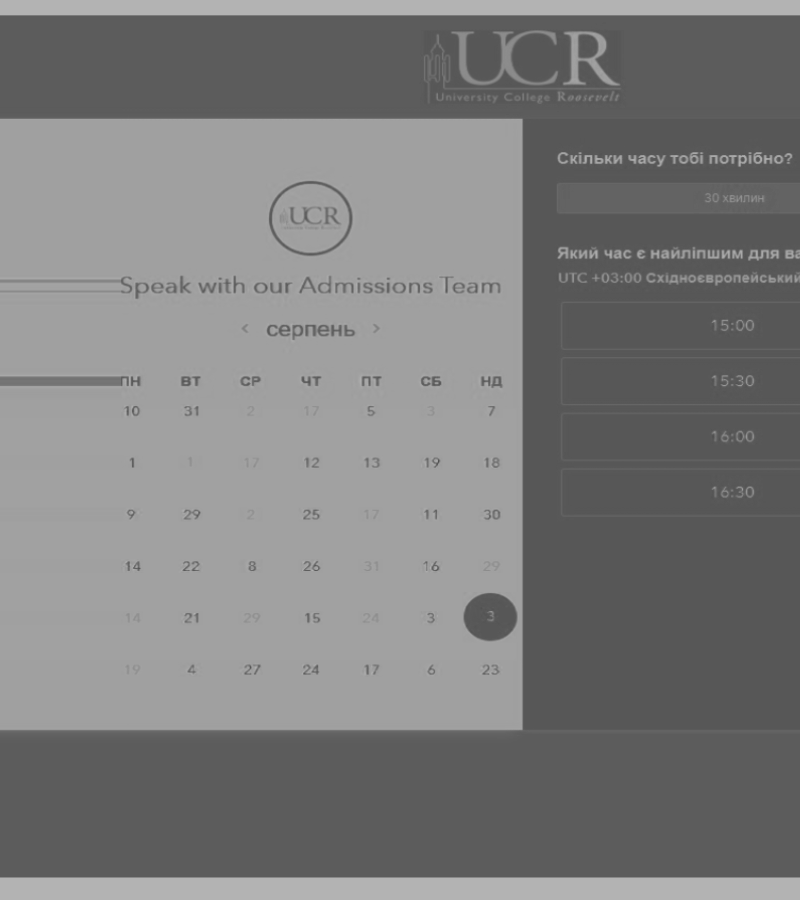 UCR
University College Roosevelt
UCR
Speak with our Admissions Team
< серпень >
ПН ВТ СР ЧТ ПТ СБ НД
10 31 2 17 5 3 7
1 1 17 12 13 19 18
9 29 2 25 17 11 30
14 22 8 26 31 16 29
14 21 29 15 24 3 3
19 4 27 24 17 6 23
Скільки часу тобі потрібно?
30 хвилин
Який час є найліпшим для ва
UTC +03:00 Східноєвропейський
15:00
15:30
16:00
16:30